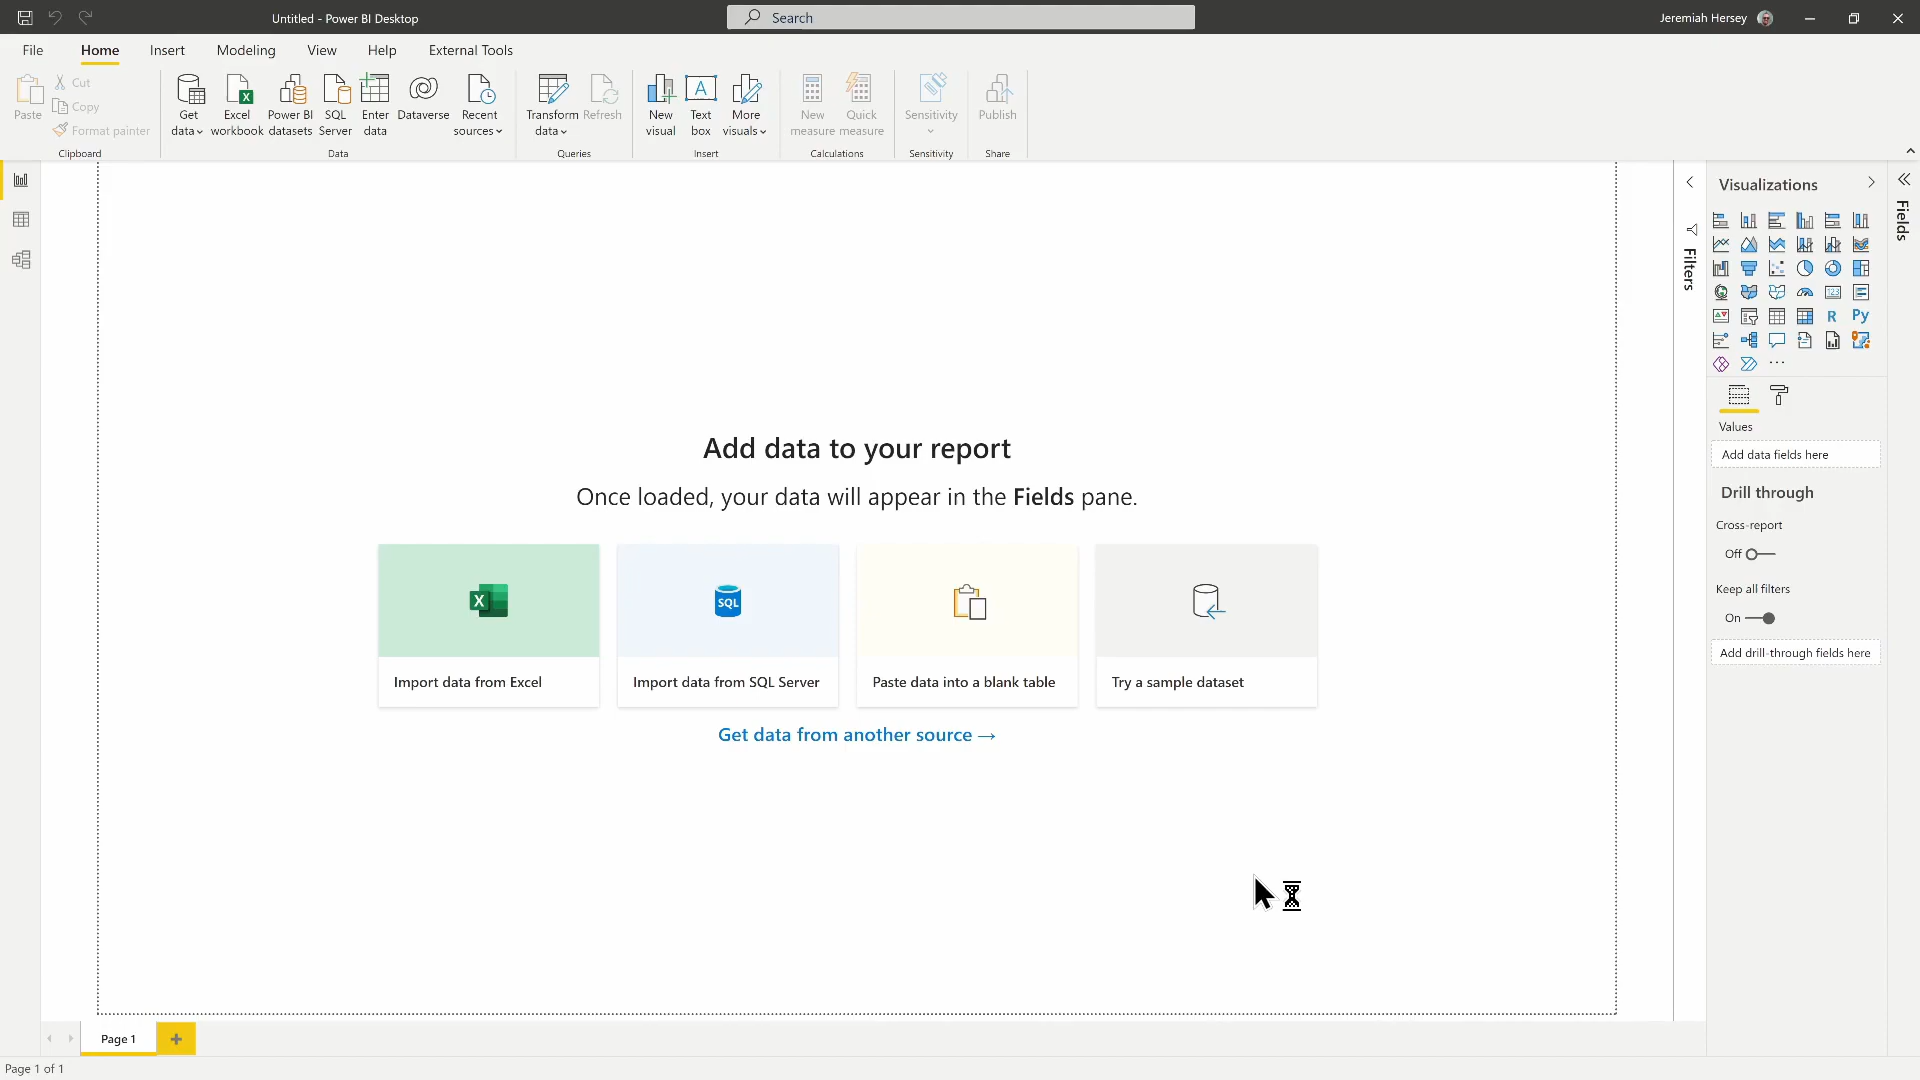 Untitled - Power BI Desktop
Search
Jeremiah Hersey
File
Home
Insert
Modeling
View
Help
External Tools
Paste
Cut
Copy
Format painter
Clipboard
Get data
Excel workbook
Power BI datasets
SQL Server
Enter data
Dataverse
Recent sources
Data
Transform data
Refresh
Queries
New visual
Text box
More visuals
Insert
New measure
Quick measure
Calculations
Sensitivity
Sensitivity
Publish
Share
Filters
Visualizations
Fields
123
R
Py
Values
Add data fields here
Drill through
Cross-report
Off
Keep all filters
On
Add drill-through fields here
Add data to your report
Once loaded, your data will appear in the Fields pane.
X
SQL
Import data from Excel
Import data from SQL Server
Paste data into a blank table
Try a sample dataset
Get data from another source →
Page 1
+
Page 1 of 1